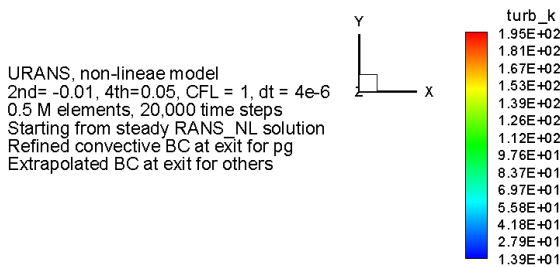 URANS, non-lineae model
2nd= -0.01, 4th=0.05, CFL = 1, dt = 4e-6
0.5 M elements, 20,000 time steps
Starting from steady RANS_NL solution
Refined convective BC at exit for pg
Extrapolated BC at exit for others
Y
Z
X
turb_k
1.95E+02
1.81E+02
1.67E+02
1.53E+02
1.39E+02
1.26E+02
1.12E+02
9.76E+01
8.37E+01
6.97E+01
5.58E+01
4.18E+01
2.79E+01
1.39E+01